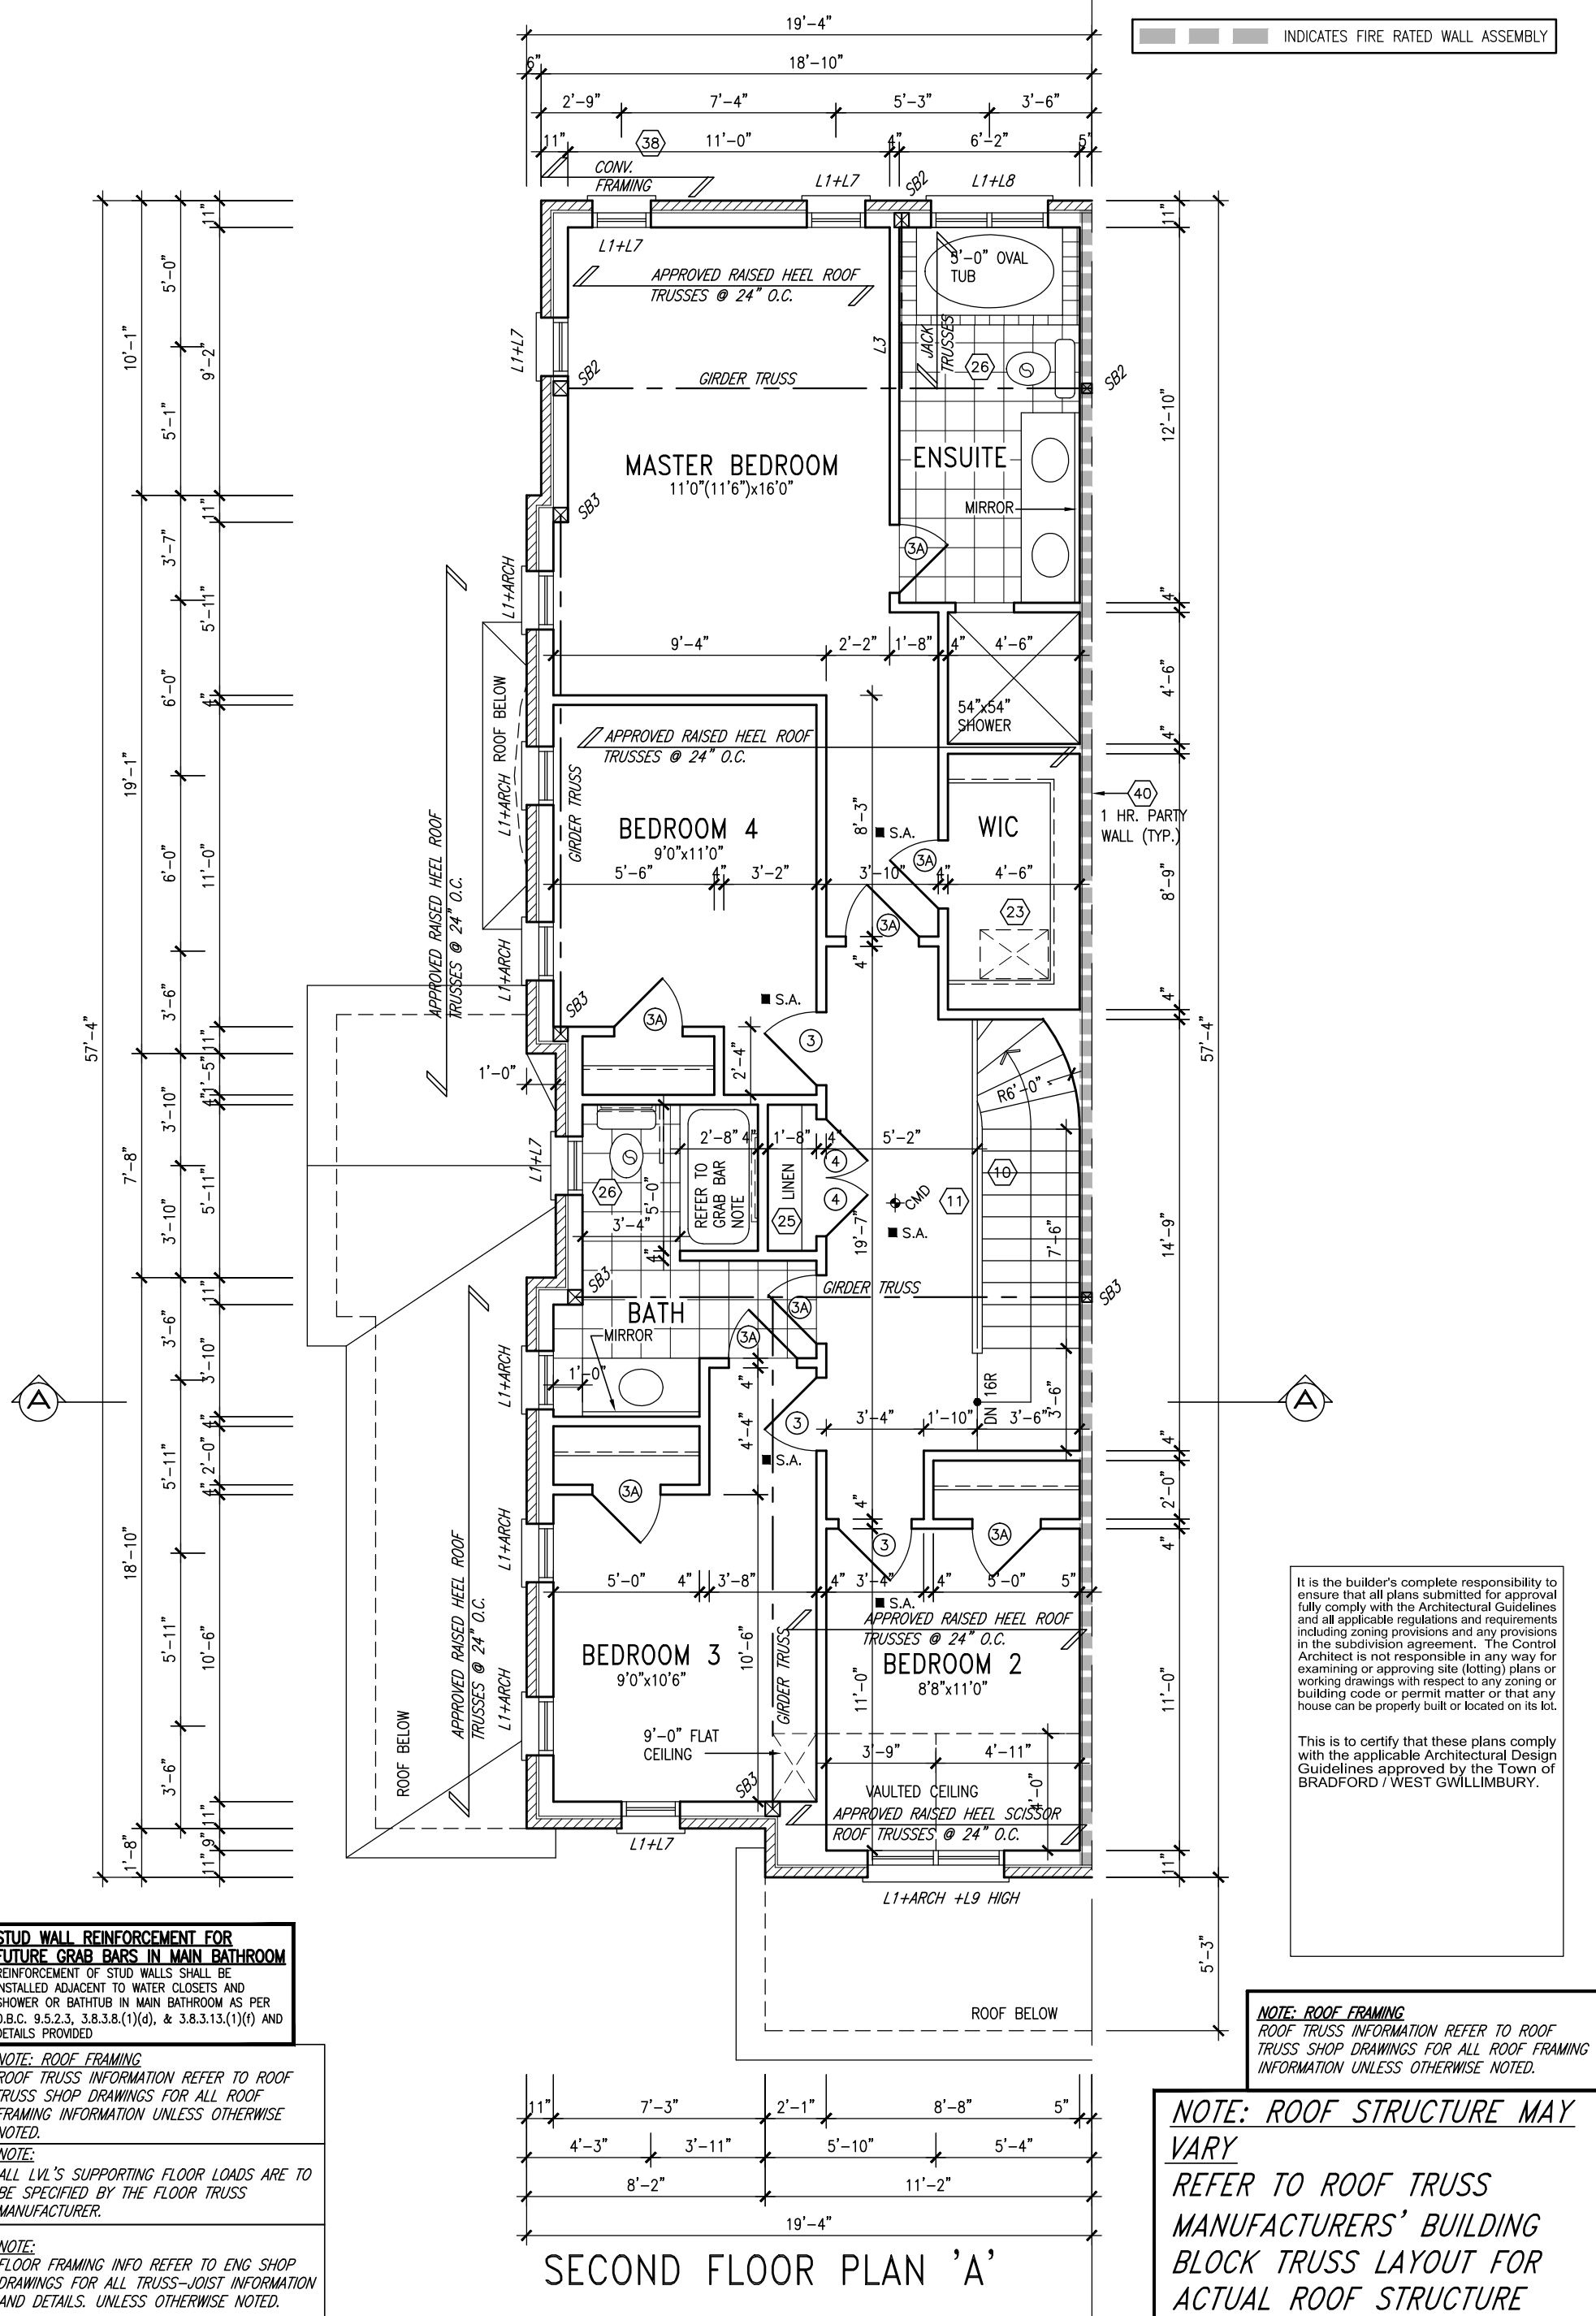 19'-4"
INDICATES FIRE RATED WALL ASSEMBLY
6" 18'-10"
2'-9" 7'-4" 5'-3" 3'-6"
11" 38 11'-0" 4" 6'-2" 5"
CONV.
FRAMING
L1+L7 SB2 L1+L8
L1+L7
5'-0" OVAL
TUB
APPROVED RAISED HEEL ROOF
TRUSSES @ 24" O.C.
L1+L7
L3
JACK
TRUSSES
26
SB2
GIRDER TRUSS
SB2
MASTER BEDROOM
11'0"(11'6")x16'0"
ENSUITE
MIRROR
SB3
3A
L1+ARCH
9'-4" 2'-2" 1'-8" 4" 4'-6"
54"x54"
SHOWER
ROOF BELOW
APPROVED RAISED HEEL ROOF
TRUSSES @ 24" O.C.
GIRDER TRUSS
L1+ARCH
BEDROOM 4
9'0"x11'0"
8'-3"
S.A.
WIC
40
1 HR. PARTY
WALL (TYP.)
3A
5'-6" 4" 3'-2" 3'-10" 4" 4'-6"
23
3A
4"
APPROVED RAISED HEEL ROOF
TRUSSES @ 24" O.C.
L1+ARCH
SB3
S.A.
3A
3
2'-4"
1'-0"
R6'-0"
2'-8" 4" 1'-8" 4" 5'-2"
L1+L7
26
5'-0"
3'-4"
4"
REFER TO
GRAB BAR
NOTE
LINEN
25
4
4
CMD
S.A.
11
10
19'-7"
7'-6"
SB3
GIRDER TRUSS
SB3
BATH
MIRROR
3A
3A
1'-0"
L1+ARCH
4"
4'-4"
3
S.A.
DN 16R
3'-4" 1'-10" 3'-6"
3'-6"
A
A
3A
4"
3
3A
L1+ARCH
5'-0" 4" 3'-8" 4" 3'-4" 4" 5'-0" 5"
S.A.
APPROVED RAISED HEEL ROOF
TRUSSES @ 24" O.C.
BEDROOM 3
9'0"x10'6"
10'-6"
GIRDER TRUSS
BEDROOM 2
8'8"x11'0"
11'-0"
APPROVED RAISED HEEL ROOF
TRUSSES @ 24" O.C.
L1+ARCH
ROOF BELOW
9'-0" FLAT
CEILING
3'-9" 4'-11"
4'-0"
SB3
VAULTED CEILING
APPROVED RAISED HEEL SCISSOR
ROOF TRUSSES @ 24" O.C.
L1+L7
L1+ARCH +L9 HIGH
ROOF BELOW
57'-4"
10'-1"
19'-1"
7'-8"
18'-10"
1'-8"
5'-0"
5'-1"
3'-7"
6'-0"
6'-0"
3'-6"
3'-10"
3'-10"
3'-6"
5'-11"
5'-11"
3'-6"
11"
9'-2"
11"
5'-11"
4"
11'-0"
11"
1'-5"
4"
5'-11"
11"
3'-10"
4"
2'-0"
4"
10'-6"
11"
9"
11"
11"
12'-10"
4"
4'-6"
4"
8'-9"
4"
14'-9"
4"
2'-0"
4"
11'-0"
11"
57'-4"
5'-3"
It is the builder's complete responsibility to
ensure that all plans submitted for approval
fully comply with the Architectural Guidelines
and all applicable regulations and requirements
including zoning provisions and any provisions
in the subdivision agreement. The Control
Architect is not responsible in any way for
examining or approving site (lotting) plans or
working drawings with respect to any zoning or
building code or permit matter or that any
house can be properly built or located on its lot.
This is to certify that these plans comply
with the applicable Architectural Design
Guidelines approved by the Town of
BRADFORD / WEST GWILLIMBURY.
STUD WALL REINFORCEMENT FOR
FUTURE GRAB BARS IN MAIN BATHROOM
REINFORCEMENT OF STUD WALLS SHALL BE
INSTALLED ADJACENT TO WATER CLOSETS AND
SHOWER OR BATHTUB IN MAIN BATHROOM AS PER
O.B.C. 9.5.2.3, 3.8.3.8.(1)(d), & 3.8.3.13.(1)(f) AND
DETAILS PROVIDED
NOTE: ROOF FRAMING
ROOF TRUSS INFORMATION REFER TO ROOF
TRUSS SHOP DRAWINGS FOR ALL ROOF
FRAMING INFORMATION UNLESS OTHERWISE
NOTED.
NOTE:
ALL LVL'S SUPPORTING FLOOR LOADS ARE TO
BE SPECIFIED BY THE FLOOR TRUSS
MANUFACTURER.
NOTE:
FLOOR FRAMING INFO REFER TO ENG SHOP
DRAWINGS FOR ALL TRUSS-JOIST INFORMATION
AND DETAILS. UNLESS OTHERWISE NOTED.
11" 7'-3" 2'-1" 8'-8" 5"
4'-3" 3'-11" 5'-10" 5'-4"
8'-2" 11'-2"
19'-4"
SECOND FLOOR PLAN 'A'
NOTE: ROOF FRAMING
ROOF TRUSS INFORMATION REFER TO ROOF
TRUSS SHOP DRAWINGS FOR ALL ROOF FRAMING
INFORMATION UNLESS OTHERWISE NOTED.
NOTE: ROOF STRUCTURE MAY
VARY
REFER TO ROOF TRUSS
MANUFACTURERS' BUILDING
BLOCK TRUSS LAYOUT FOR
ACTUAL ROOF STRUCTURE